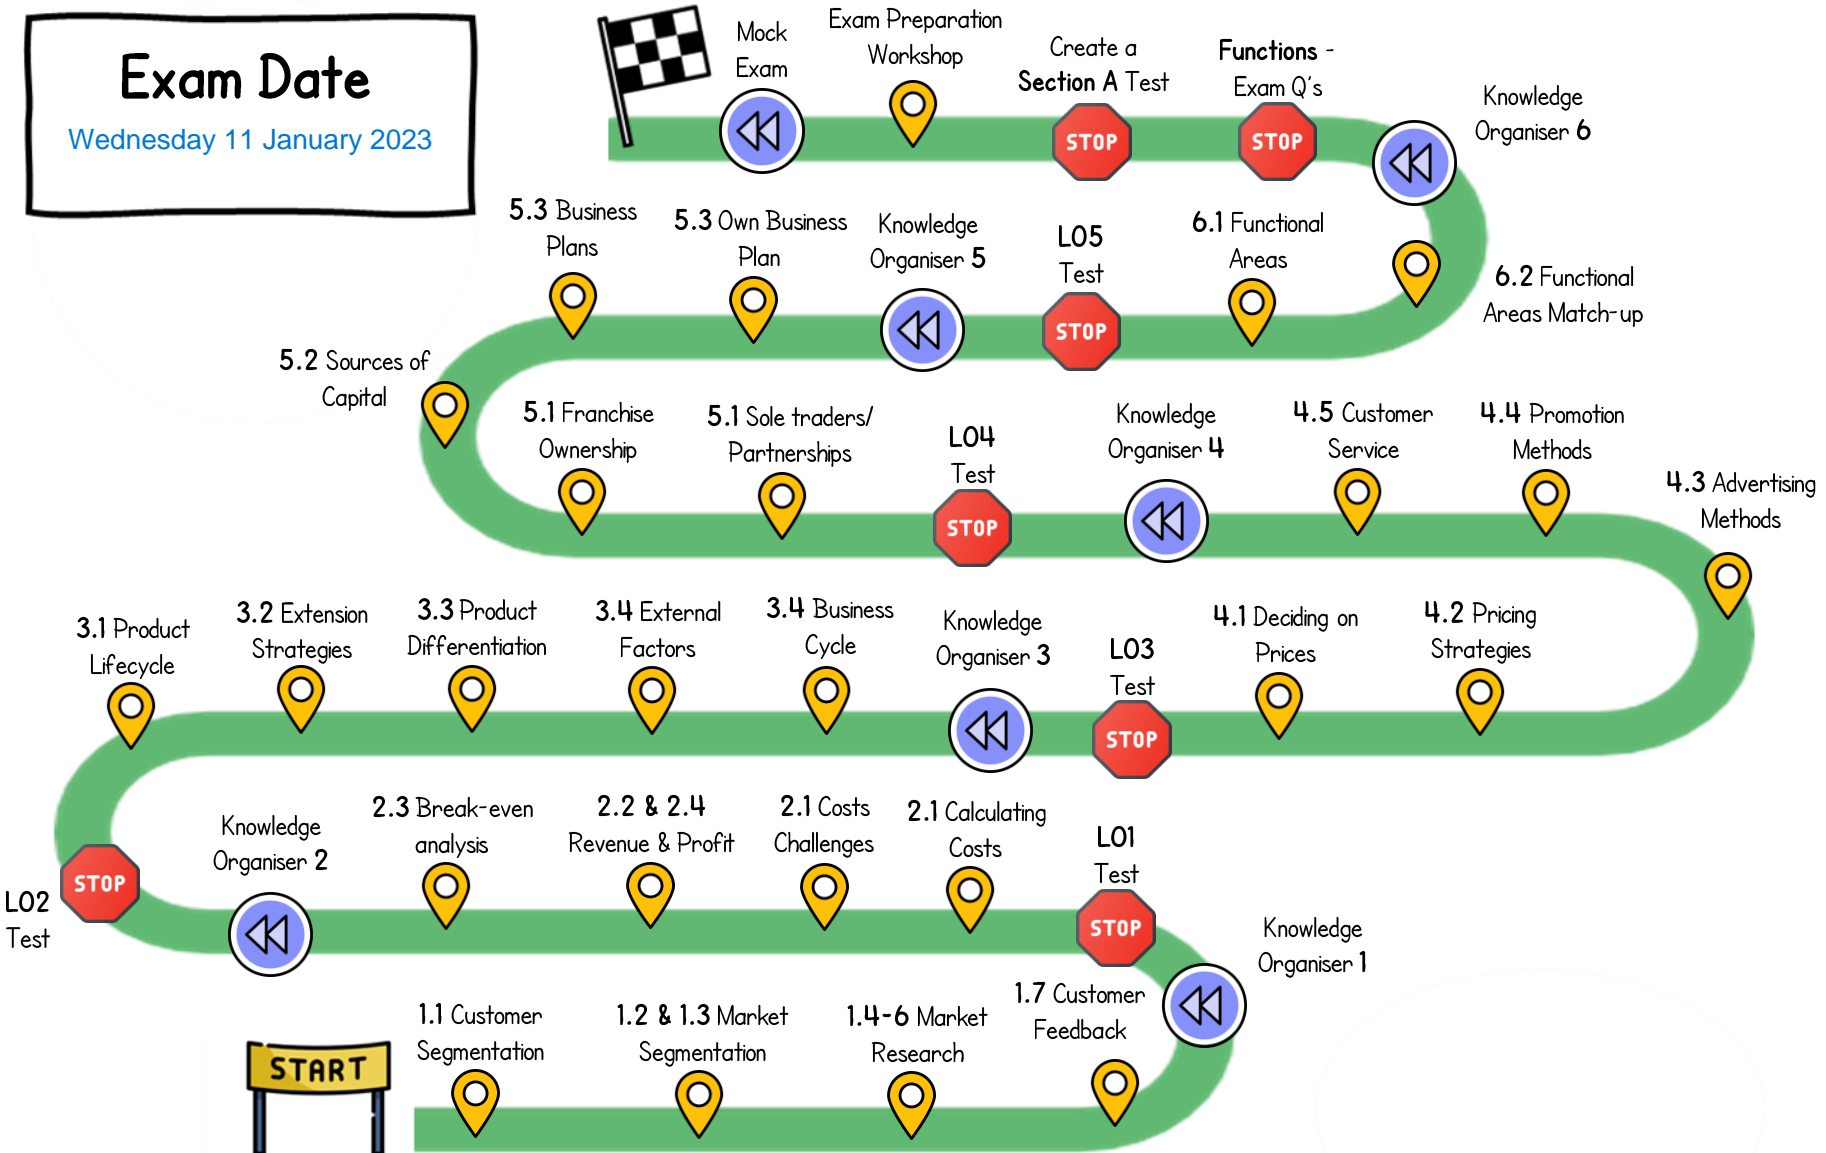 Exam Date
Wednesday 11 January 2023
Mock
Exam
Exam Preparation
Workshop
Create a
Section A Test
STOP
Functions -
Exam Q's
STOP
Knowledge
Organiser 6
5.3 Business
Plans
5.3 Own Business
Plan
Knowledge
Organiser 5
LO5
Test
STOP
6.1 Functional
Areas
6.2 Functional
Areas Match-up
5.2 Sources of
Capital
5.1 Franchise
Ownership
5.1 Sole traders/
Partnerships
LO4
Test
STOP
Knowledge
Organiser 4
4.5 Customer
Service
4.4 Promotion
Methods
4.3 Advertising
Methods
3.1 Product
Lifecycle
3.2 Extension
Strategies
3.3 Product
Differentiation
3.4 External
Factors
3.4 Business
Cycle
Knowledge
Organiser 3
LO3
Test
STOP
4.1 Deciding on
Prices
4.2 Pricing
Strategies
LO2
Test
STOP
Knowledge
Organiser 2
2.3 Break-even
analysis
2.2 & 2.4
Revenue & Profit
2.1 Costs
Challenges
2.1 Calculating
Costs
LO1
Test
STOP
Knowledge
Organiser 1
START
1.1 Customer
Segmentation
1.2 & 1.3 Market
Segmentation
1.4-6 Market
Research
1.7 Customer
Feedback